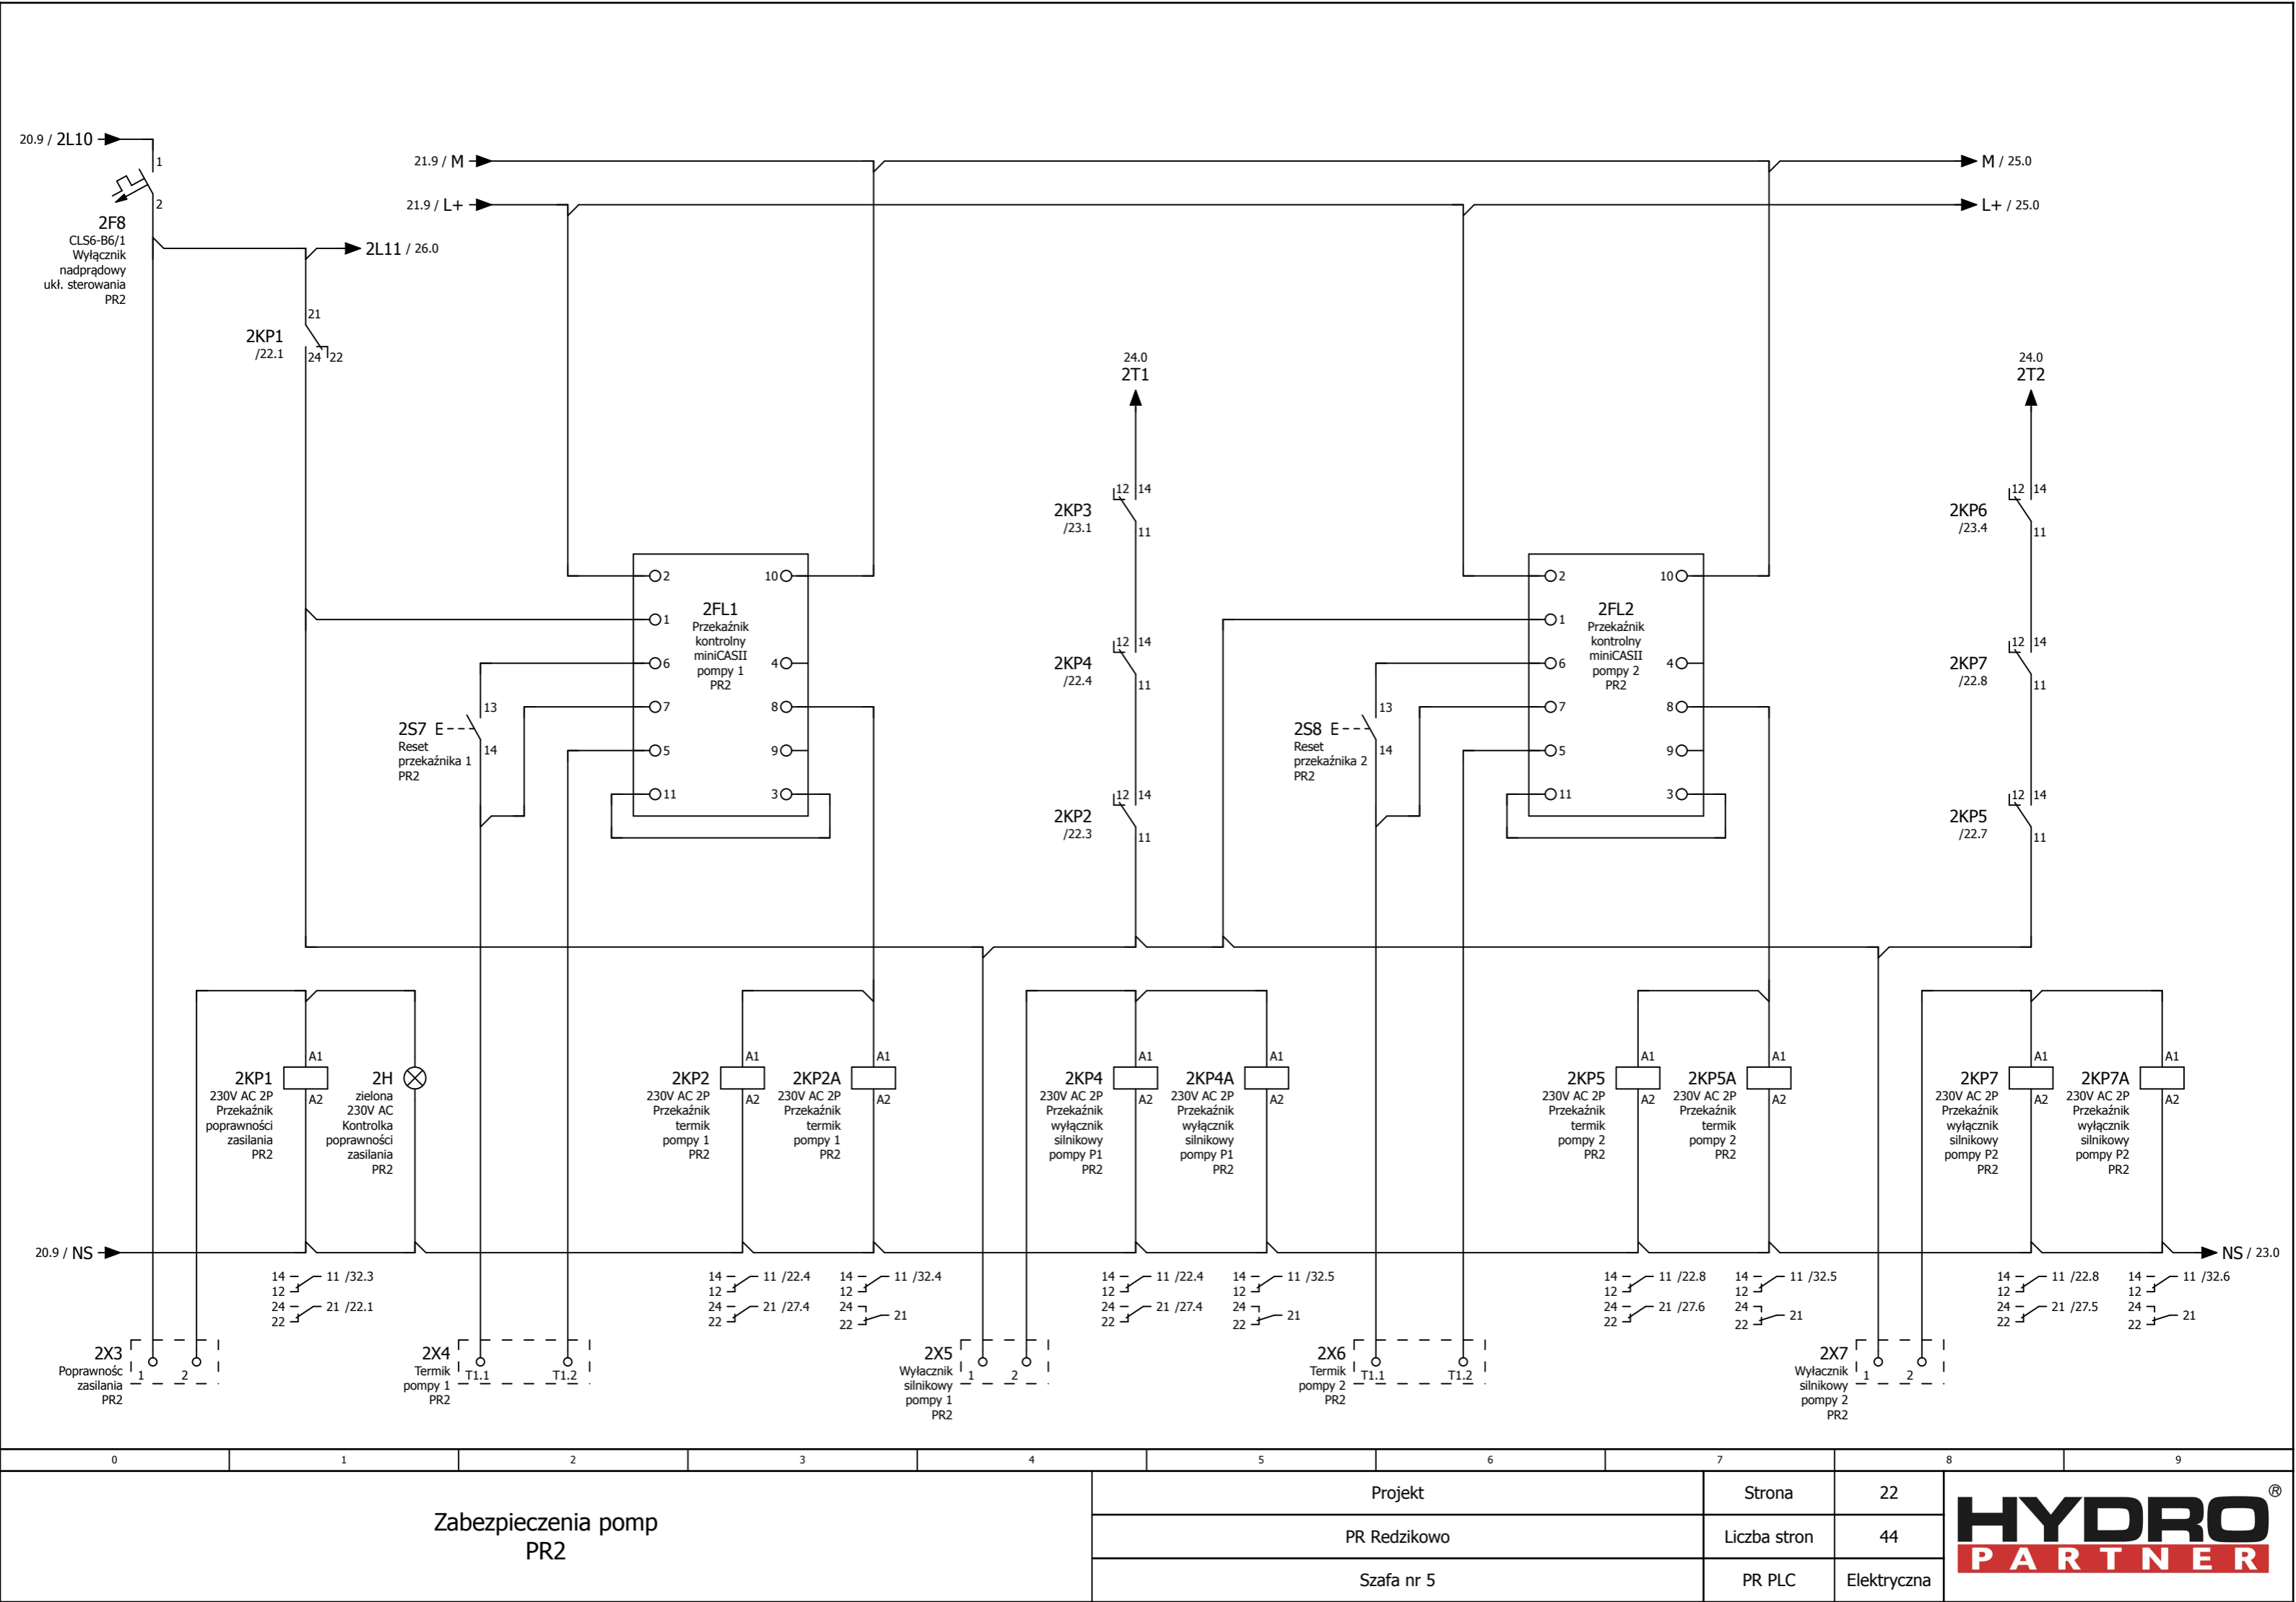 20.9 / 2L10
1
2
2F8
CLS6-B6/1
Wyłącznik
nadprądowy
ukł. sterowania
PR2
2L11 / 26.0
21
2KP1
/22.1
24 22
21.9 / M
M / 25.0
21.9 / L+
L+ / 25.0
24.0
2T1
24.0
2T2
12 14
2KP3
/23.1
11
12 14
2KP4
/22.4
11
12 14
2KP2
/22.3
11
12 14
2KP6
/23.4
11
12 14
2KP7
/22.8
11
12 14
2KP5
/22.7
11
2 10
2FL1
Przekaźnik
kontrolny
miniCASII
pompy 1
PR2
1
6 4
7 8
5 9
11 3
13
2S7 E
14
Reset
przekaźnika 1
PR2
2 10
2FL2
Przekaźnik
kontrolny
miniCASII
pompy 2
PR2
1
6 4
7 8
5 9
11 3
13
2S8 E
14
Reset
przekaźnika 2
PR2
A1
2KP1
230V AC 2P
A2
Przekaźnik
poprawności
zasilania
PR2
2H
zielona
230V AC
Kontrolka
poprawności
zasilania
PR2
A1
2KP2
230V AC 2P
A2
Przekaźnik
termik
pompy 1
PR2
A1
2KP2A
230V AC 2P
A2
Przekaźnik
termik
pompy 1
PR2
A1
2KP4
230V AC 2P
A2
Przekaźnik
wyłącznik
silnikowy
pompy P1
PR2
A1
2KP4A
230V AC 2P
A2
Przekaźnik
wyłącznik
silnikowy
pompy P1
PR2
A1
2KP5
230V AC 2P
A2
Przekaźnik
termik
pompy 2
PR2
A1
2KP5A
230V AC 2P
A2
Przekaźnik
termik
pompy 2
PR2
A1
2KP7
230V AC 2P
A2
Przekaźnik
wyłącznik
silnikowy
pompy P2
PR2
A1
2KP7A
230V AC 2P
A2
Przekaźnik
wyłącznik
silnikowy
pompy P2
PR2
20.9 / NS
NS / 23.0
14 11 /32.3
12
24 21 /22.1
22
14 11 /22.4
12
24 21 /27.4
22
14 11 /32.4
12
24 21
22
14 11 /22.4
12
24 21 /27.4
22
14 11 /32.5
12
24 21
22
14 11 /22.8
12
24 21 /27.6
22
14 11 /32.5
12
24 21
22
14 11 /22.8
12
24 21 /27.5
22
14 11 /32.6
12
24 21
22
2X3
Poprawnośc
zasilania
PR2
1 2
2X4
Termik
pompy 1
PR2
T1.1 T1.2
2X5
Wyłacznik
silnikowy
pompy 1
PR2
1 2
2X6
Termik
pompy 2
PR2
T1.1 T1.2
2X7
Wyłacznik
silnikowy
pompy 2
PR2
1 2
0 1 2 3 4 5 6 7 8 9
Zabezpieczenia pomp
PR2
Projekt
Strona 22
PR Redzikowo
Liczba stron 44
Szafa nr 5
PR PLC Elektryczna
HYDRO ®
PARTNER